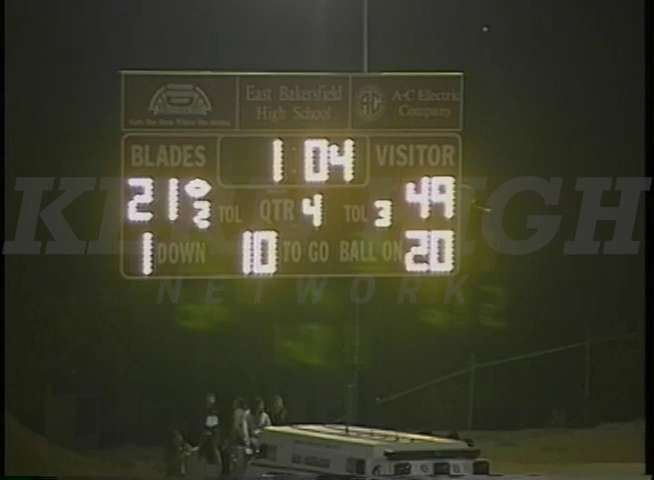 East Bakersfield
High School
A-C Electric
Company
BLADES 1 04 VISITOR
21 2 TOL QTR 4 TOL 3 49
1 DOWN 10 TO GO BALL ON 20
NETWORK